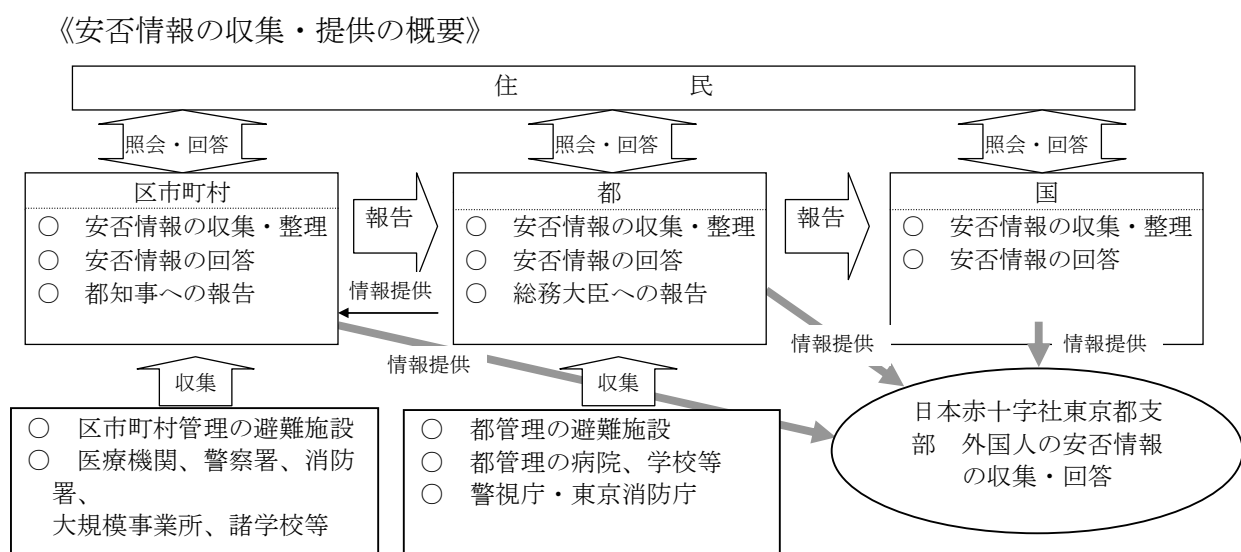 《安否情報の収集・提供の概要》
住 民
照会・回答
照会・回答
照会・回答
区市町村
○ 安否情報の収集・整理
○ 安否情報の回答
○ 都知事への報告
報告
情報提供
都
○ 安否情報の収集・整理
○ 安否情報の回答
○ 総務大臣への報告
報告
国
○ 安否情報の収集・整理
○ 安否情報の回答
情報提供
情報提供
情報提供
収集
収集
○ 区市町村管理の避難施設
○ 医療機関、警察署、消防
署、
大規模事業所、諸学校等
○ 都管理の避難施設
○ 都管理の病院、学校等
○ 警視庁・東京消防庁
日本赤十字社東京都支
部 外国人の安否情報
の収集・回答